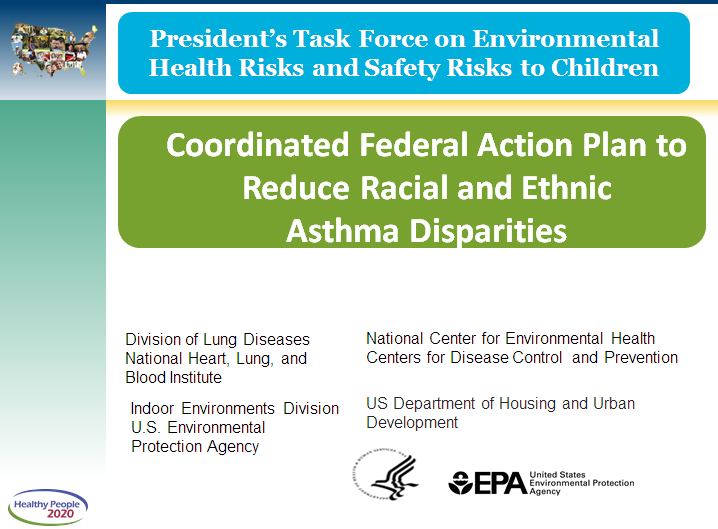 President's Task Force on Environmental
Health Risks and Safety Risks to Children
Coordinated Federal Action Plan to
Reduce Racial and Ethnic
Asthma Disparities
Division of Lung Diseases
National Heart, Lung, and
Blood Institute
National Center for Environmental Health
Centers for Disease Control and Prevention
Indoor Environments Division
U.S. Environmental
Protection Agency
US Department of Housing and Urban
Development
EPA
United States
Environmental Protection
Agency
Healthy People
2020